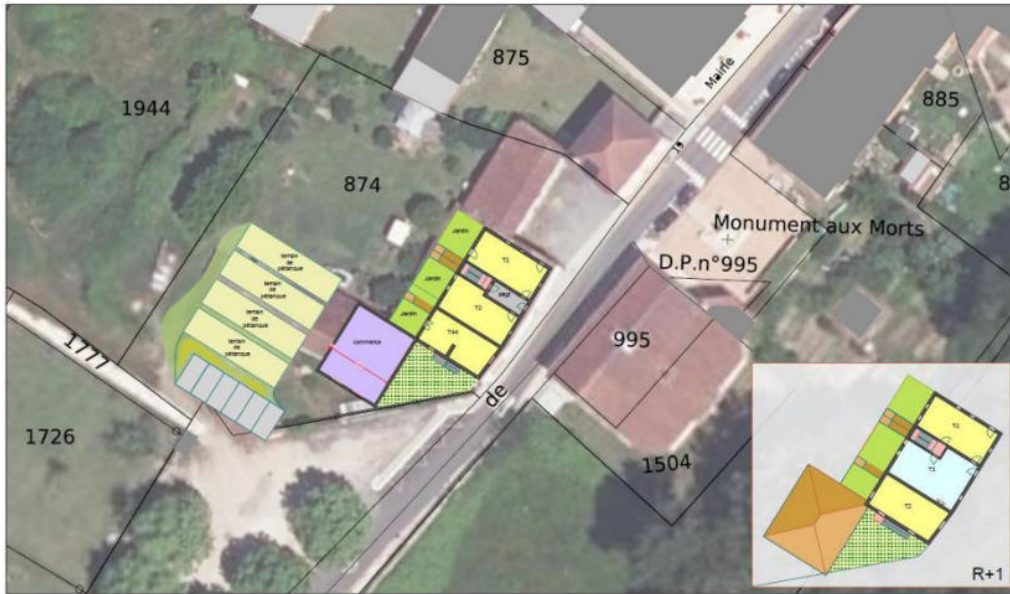 875
1944
Mairie
885
874
Monument aux Morts
D.P.n°995
Jardin
T2
terrain
de
pétanque
terrain
de
pétanque
Jardin
terrain
de
pétanque
Jardin
T2
terrain
de
pétanque
commerce
995
1777
de
1726
1504
T2
T3
T2
R+1